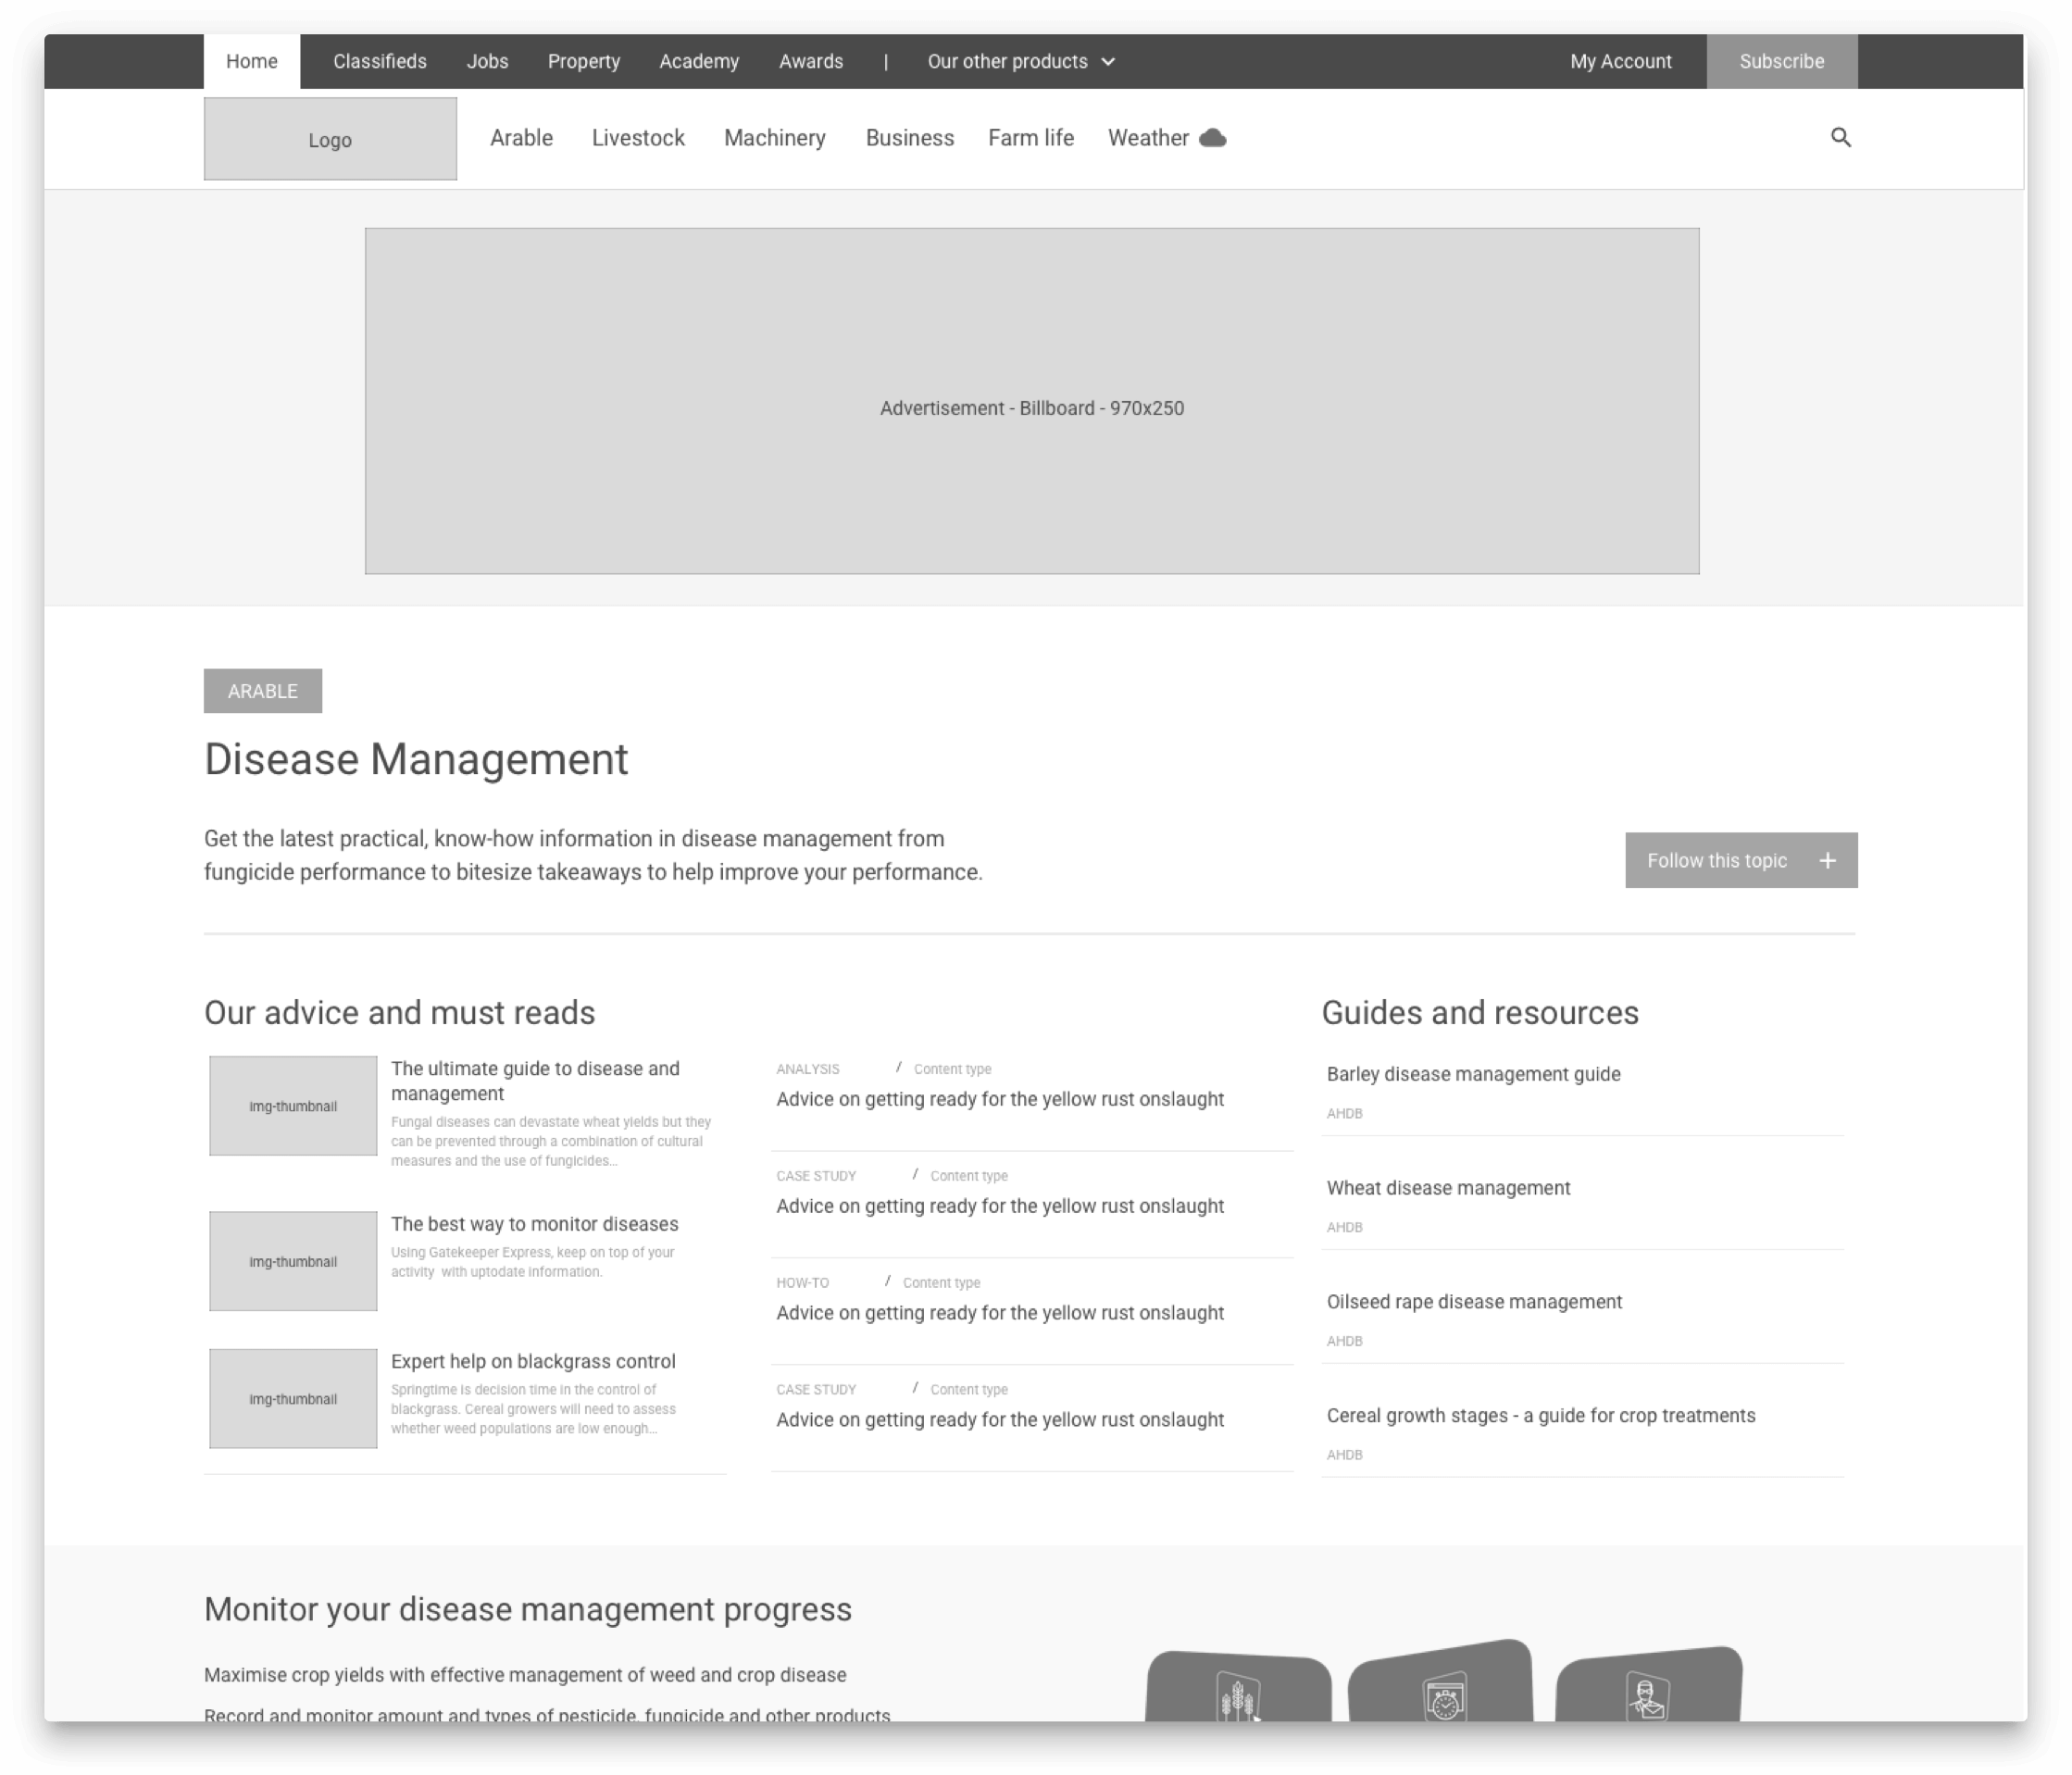 Home Classifieds Jobs Property Academy Awards | Our other products My Account Subscribe
Logo Arable Livestock Machinery Business Farm life Weather
Advertisement - Billboard - 970x250
ARABLE
Disease Management
Get the latest practical, know-how information in disease management from
fungicide performance to bitesize takeaways to help improve your performance.
Follow this topic +
Our advice and must reads
img-thumbnail
The ultimate guide to disease and
management
Fungal diseases can devastate wheat yields but they
can be prevented through a combination of cultural
measures and the use of fungicides...
img-thumbnail
The best way to monitor diseases
Using Gatekeeper Express, keep on top of your
activity with uptodate information.
img-thumbnail
Expert help on blackgrass control
Springtime is decision time in the control of
blackgrass. Cereal growers will need to assess
whether weed populations are low enough...
ANALYSIS / Content type
Advice on getting ready for the yellow rust onslaught
CASE STUDY / Content type
Advice on getting ready for the yellow rust onslaught
HOW-TO / Content type
Advice on getting ready for the yellow rust onslaught
CASE STUDY / Content type
Advice on getting ready for the yellow rust onslaught
Guides and resources
Barley disease management guide
AHDB
Wheat disease management
AHDB
Oilseed rape disease management
AHDB
Cereal growth stages - a guide for crop treatments
AHDB
Monitor your disease management progress
Maximise crop yields with effective management of weed and crop disease
Record and monitor amount and types of pesticide, fungicide and other products